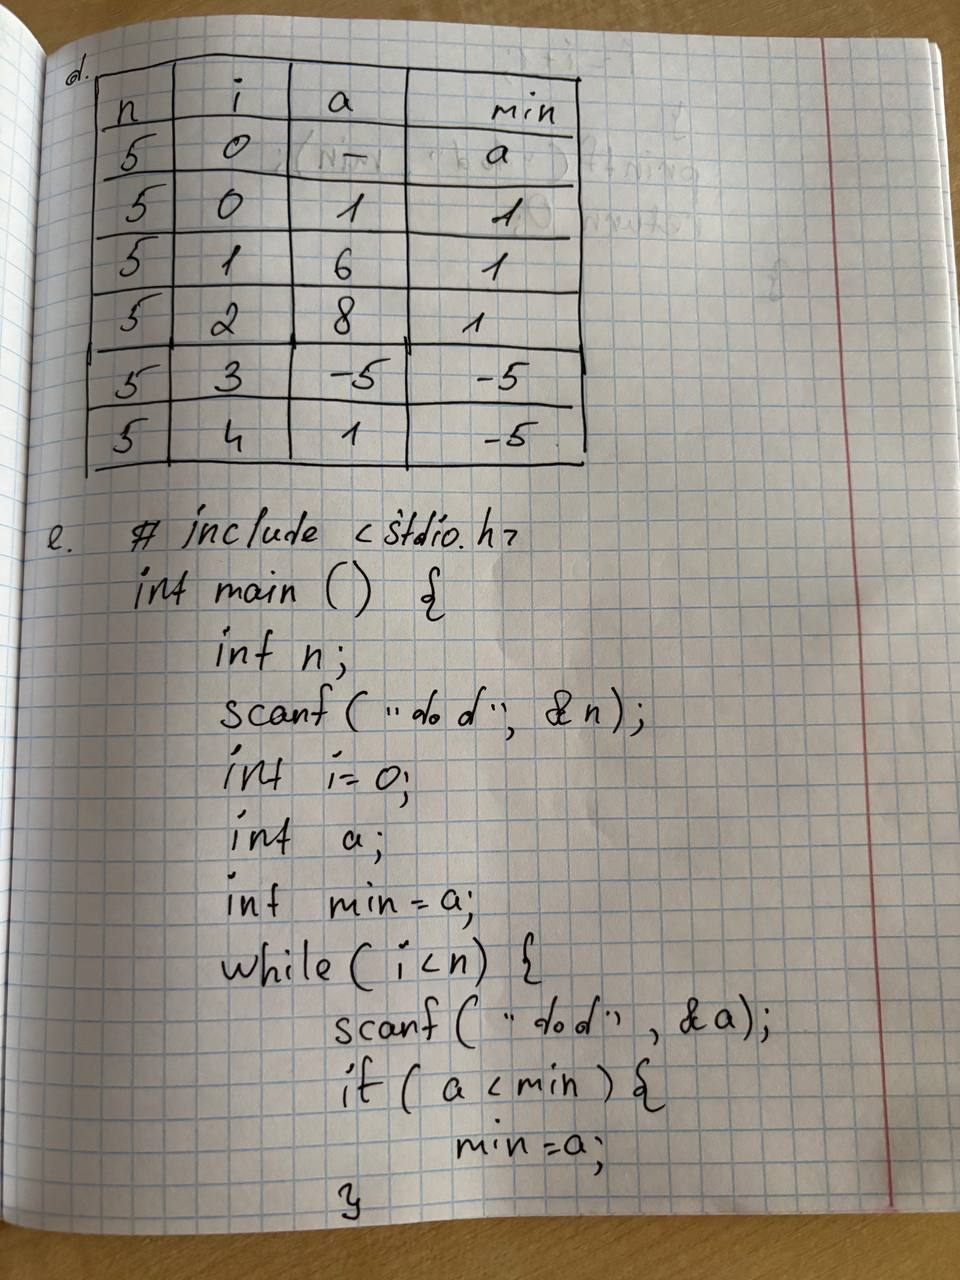 d.
n i a min
5 0 – a
5 0 1 1
5 1 6 1
5 2 8 1
5 3 -5 -5
5 4 1 -5
e. # include <stdio.h>
int main () {
int n;
scanf ( "%d", &n);
int i= 0;
int a;
int min = a;
while ( i<n) {
scanf ( "%d" , &a);
if ( a < min ) {
min = a;
}